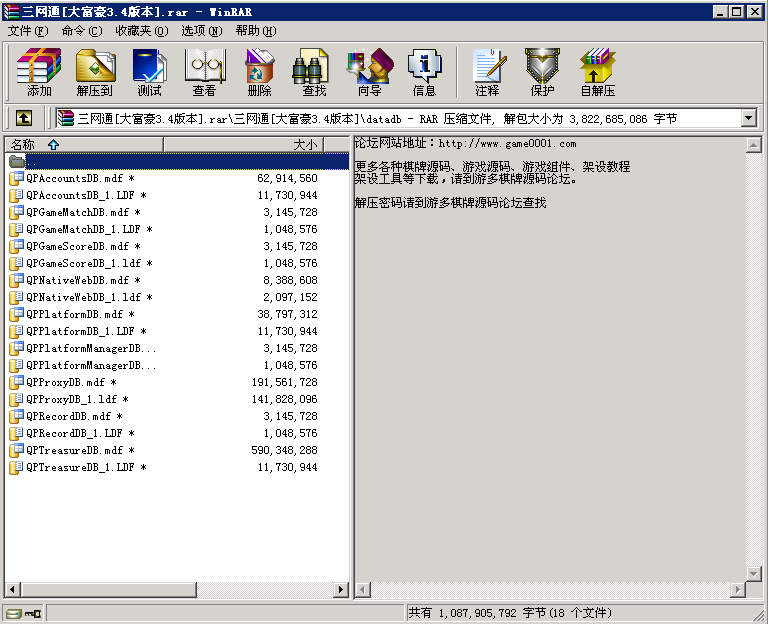 三网通[大富豪3.4版本].rar - WinRAR
文件(F) 命令(C) 收藏夹(O) 选项(N) 帮助(H)
添加 解压到 测试 查看 删除 查找 向导 信息 注释 保护 自解压
三网通[大富豪3.4版本].rar\三网通[大富豪3.4版本]\datadb - RAR 压缩文件, 解包大小为 3,822,685,086 字节
名称 大小
..
QPAccountsDB.mdf * 62,914,560
QPAccountsDB_1.LDF * 11,730,944
QPGameMatchDB.mdf * 3,145,728
QPGameMatchDB_1.LDF * 1,048,576
QPGameScoreDB.mdf * 3,145,728
QPGameScoreDB_1.ldf * 1,048,576
QPNativeWebDB.mdf * 8,388,608
QPNativeWebDB_1.ldf * 2,097,152
QPPlatformDB.mdf * 38,797,312
QPPlatformDB_1.LDF * 11,730,944
QPPlatformManagerDB... 3,145,728
QPPlatformManagerDB... 1,048,576
QPProxyDB.mdf * 191,561,728
QPProxyDB_1.ldf * 141,828,096
QPRecordDB.mdf * 3,145,728
QPRecordDB_1.LDF * 1,048,576
QPTreasureDB.mdf * 590,348,288
QPTreasureDB_1.LDF * 11,730,944
论坛网站地址：http://www.game0001.com
更多各种棋牌源码、游戏源码、游戏组件、架设教程
架设工具等下载，请到游多棋牌源码论坛。
解压密码请到游多棋牌源码论坛查找
共有 1,087,905,792 字节(18 个文件)